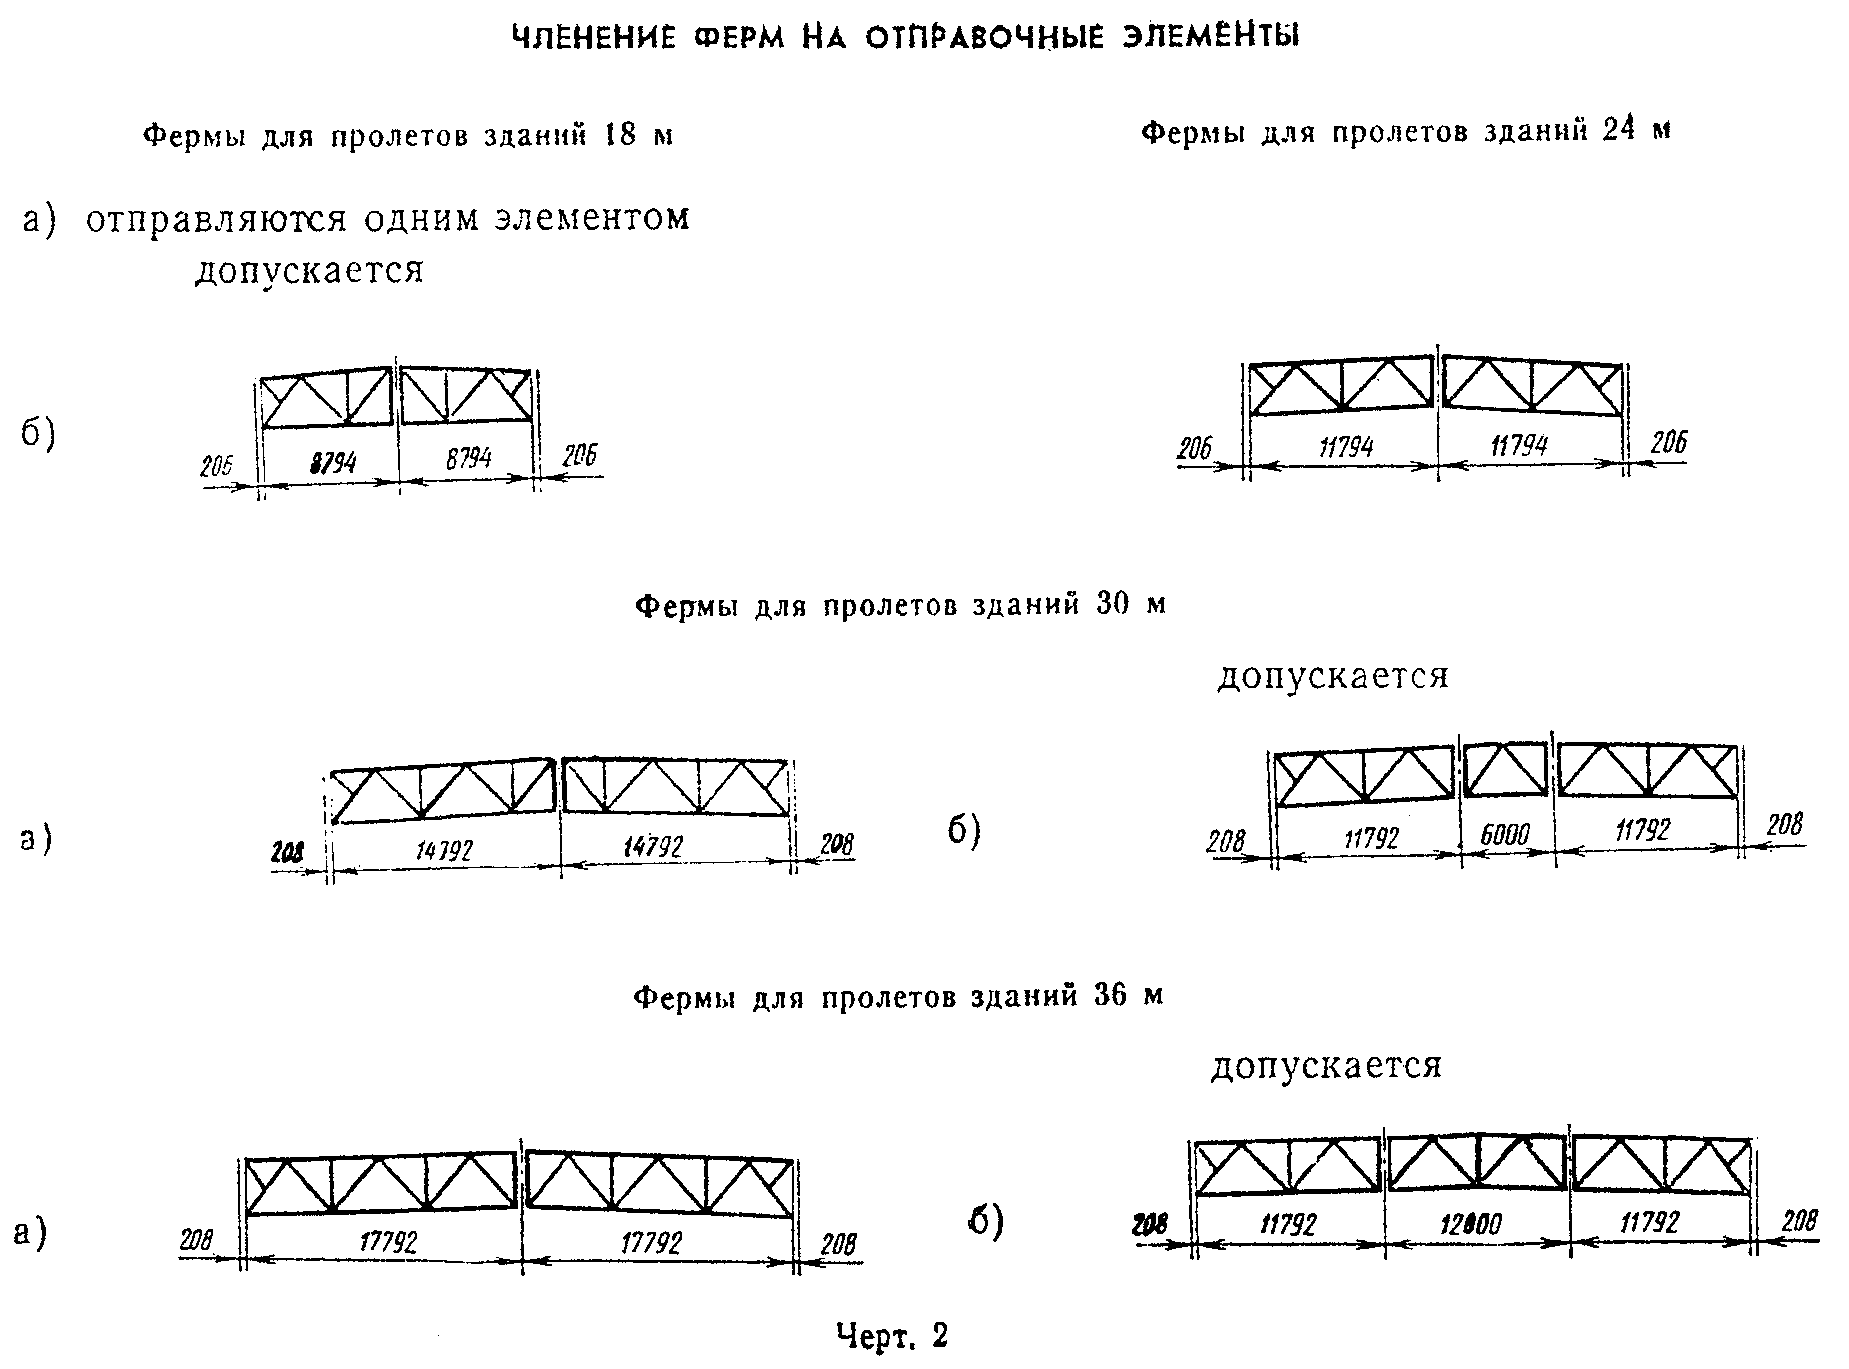 ЧЛЕНЕНИЕ ФЕРМ НА ОТПРАВОЧНЫЕ ЭЛЕМЕНТЫ
Фермы для пролетов зданий 18 м
Фермы для пролетов зданий 24 м
а) отправляются одним элементом
допускается
б)
206 8794 8794 206
206 11794 11794 206
Фермы для пролетов зданий 30 м
допускается
а)
208 14792 14792 208
б)
208 11792 6000 11792 208
Фермы для пролетов зданий 36 м
допускается
а)
208 17792 17792 208
б)
208 11792 12000 11792 208
Черт. 2